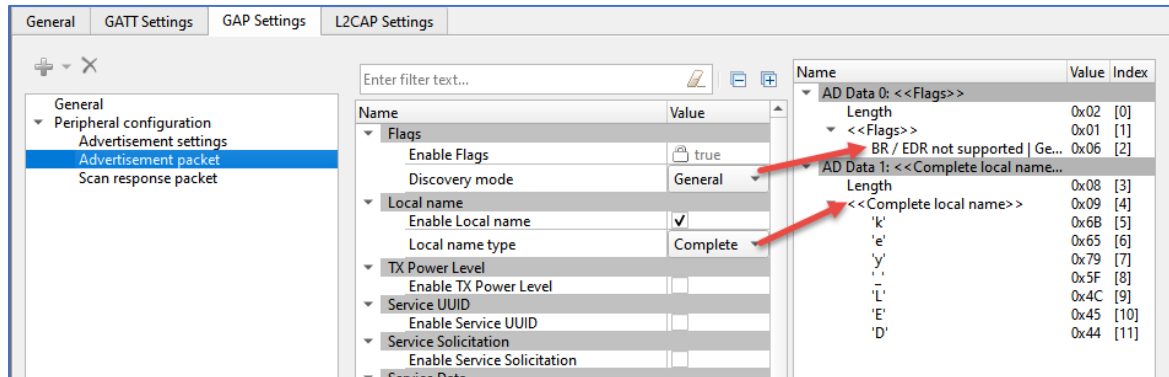 General GATT Settings GAP Settings L2CAP Settings
General
Peripheral configuration
Advertisement settings
Advertisement packet
Scan response packet
Enter filter text...
Name Value
Flags
Enable Flags true
Discovery mode General
Local name
Enable Local name
Local name type Complete
TX Power Level
Enable TX Power Level
Service UUID
Enable Service UUID
Service Solicitation
Enable Service Solicitation
Service Data
Name Value Index
AD Data 0: <<Flags>>
Length 0x02 [0]
<<Flags>> 0x01 [1]
BR / EDR not supported | Ge... 0x06 [2]
AD Data 1: <<Complete local name...
Length 0x08 [3]
<<Complete local name>> 0x09 [4]
'k' 0x6B [5]
'e' 0x65 [6]
'y' 0x79 [7]
'_' 0x5F [8]
'L' 0x4C [9]
'E' 0x45 [10]
'D' 0x44 [11]